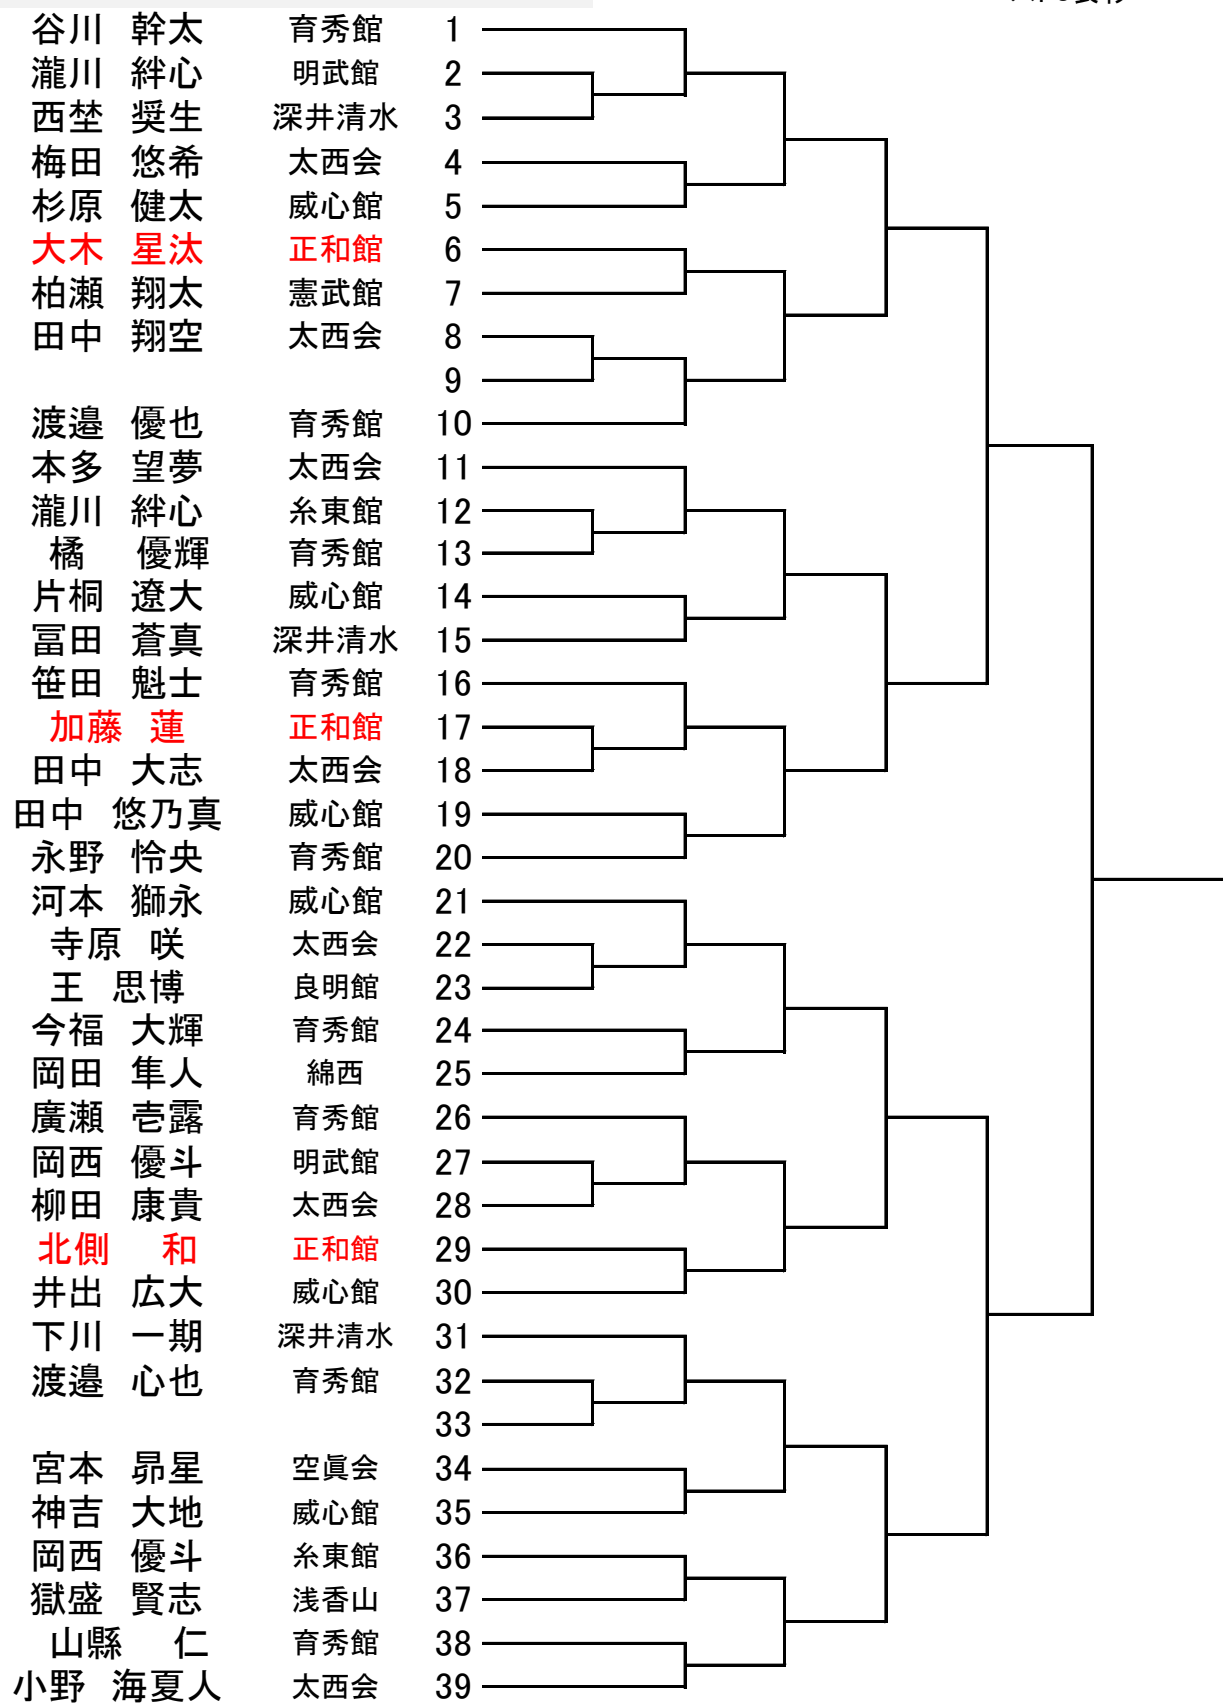 谷川 幹太 育秀館 1
瀧川 絆心 明武館 2
西埜 奨生 深井清水 3
梅田 悠希 太西会 4
杉原 健太 威心館 5
大木 星汰 正和館 6
柏瀬 翔太 憲武館 7
田中 翔空 太西会 8
9
渡邉 優也 育秀館 10
本多 望夢 太西会 11
瀧川 絆心 糸東館 12
橘 優輝 育秀館 13
片桐 遼大 威心館 14
冨田 蒼真 深井清水 15
笹田 魁士 育秀館 16
加藤 蓮 正和館 17
田中 大志 太西会 18
田中 悠乃真 威心館 19
永野 怜央 育秀館 20
河本 獅永 威心館 21
寺原 咲 太西会 22
王 思博 良明館 23
今福 大輝 育秀館 24
岡田 隼人 綿西 25
廣瀬 壱露 育秀館 26
岡西 優斗 明武館 27
柳田 康貴 太西会 28
北側 和 正和館 29
井出 広大 威心館 30
下川 一期 深井清水 31
渡邉 心也 育秀館 32
33
宮本 昴星 空眞会 34
神吉 大地 威心館 35
岡西 優斗 糸東館 36
獄盛 賢志 浅香山 37
山縣 仁 育秀館 38
小野 海夏人 太西会 39